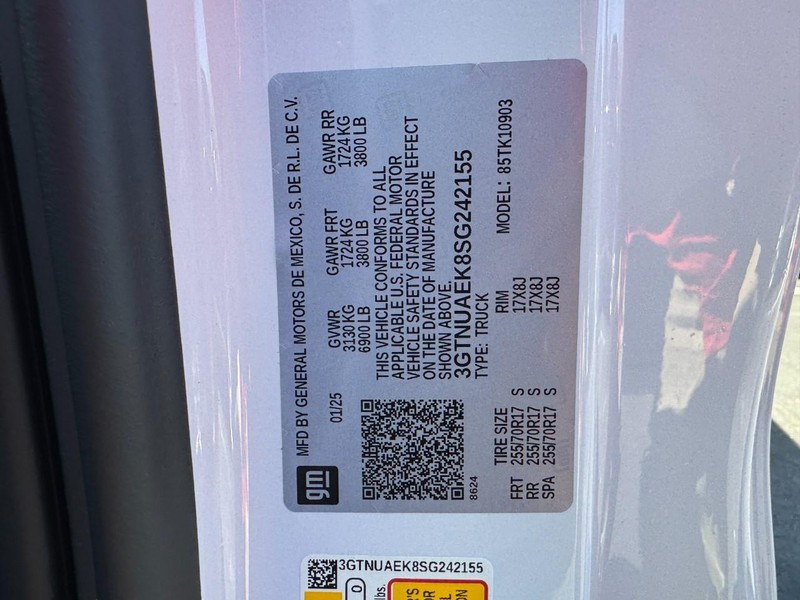 gm
MFD BY GENERAL MOTORS DE MEXICO, S. DE R.L. DE C.V.
01/25
GVWR GAWR FRT GAWR RR
3130 KG 1724 KG 1724 KG
6900 LB 3800 LB 3800 LB
THIS VEHICLE CONFORMS TO ALL
APPLICABLE U.S. FEDERAL MOTOR
VEHICLE SAFETY STANDARDS IN EFFECT
ON THE DATE OF MANUFACTURE
SHOWN ABOVE.
3GTNUAEK8SG242155
TYPE: TRUCK
8624
MODEL: 85TK10903
TIRE SIZE RIM
FRT 255/70R17 S 17X8J
RR 255/70R17 S 17X8J
SPA 255/70R17 S 17X8J
3GTNUAEK8SG242155
0
lbs.